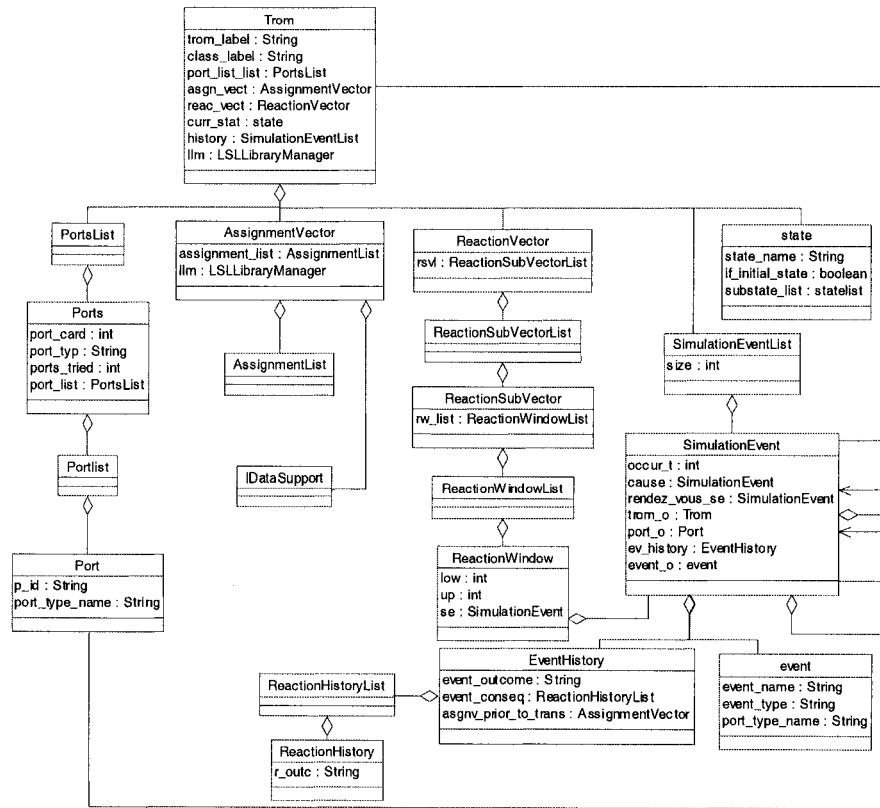 Trom
trom_label : String
class_label : String
port_list_list : PortsList
asgn_vect : AssignmentVector
reac_vect : ReactionVector
curr_stat : state
history : SimulationEventList
llm : LSLLibraryManager
PortsList
Ports
port_card : int
port_typ : String
ports_tried : int
port_list : PortsList
Portlist
Port
p_id : String
port_type_name : String
AssignmentVector
assignment_list : AssignmentList
llm : LSLLibraryManager
AssignmentList
IDataSupport
ReactionVector
rsvl : ReactionSubVectorList
ReactionSubVectorList
ReactionSubVector
rw_list : ReactionWindowList
ReactionWindowList
ReactionWindow
low : int
up : int
se : SimulationEvent
state
state_name : String
if_initial_state : boolean
substate_list : statelist
SimulationEventList
size : int
SimulationEvent
occur_t : int
cause : SimulationEvent
rendez_vous_se : SimulationEvent
trom_o : Trom
port_o : Port
ev_history : EventHistory
event_o : event
EventHistory
event_outcome : String
event_conseq : ReactionHistoryList
asgnv_prior_to_trans : AssignmentVector
event
event_name : String
event_type : String
port_type_name : String
ReactionHistoryList
ReactionHistory
r_outc : String